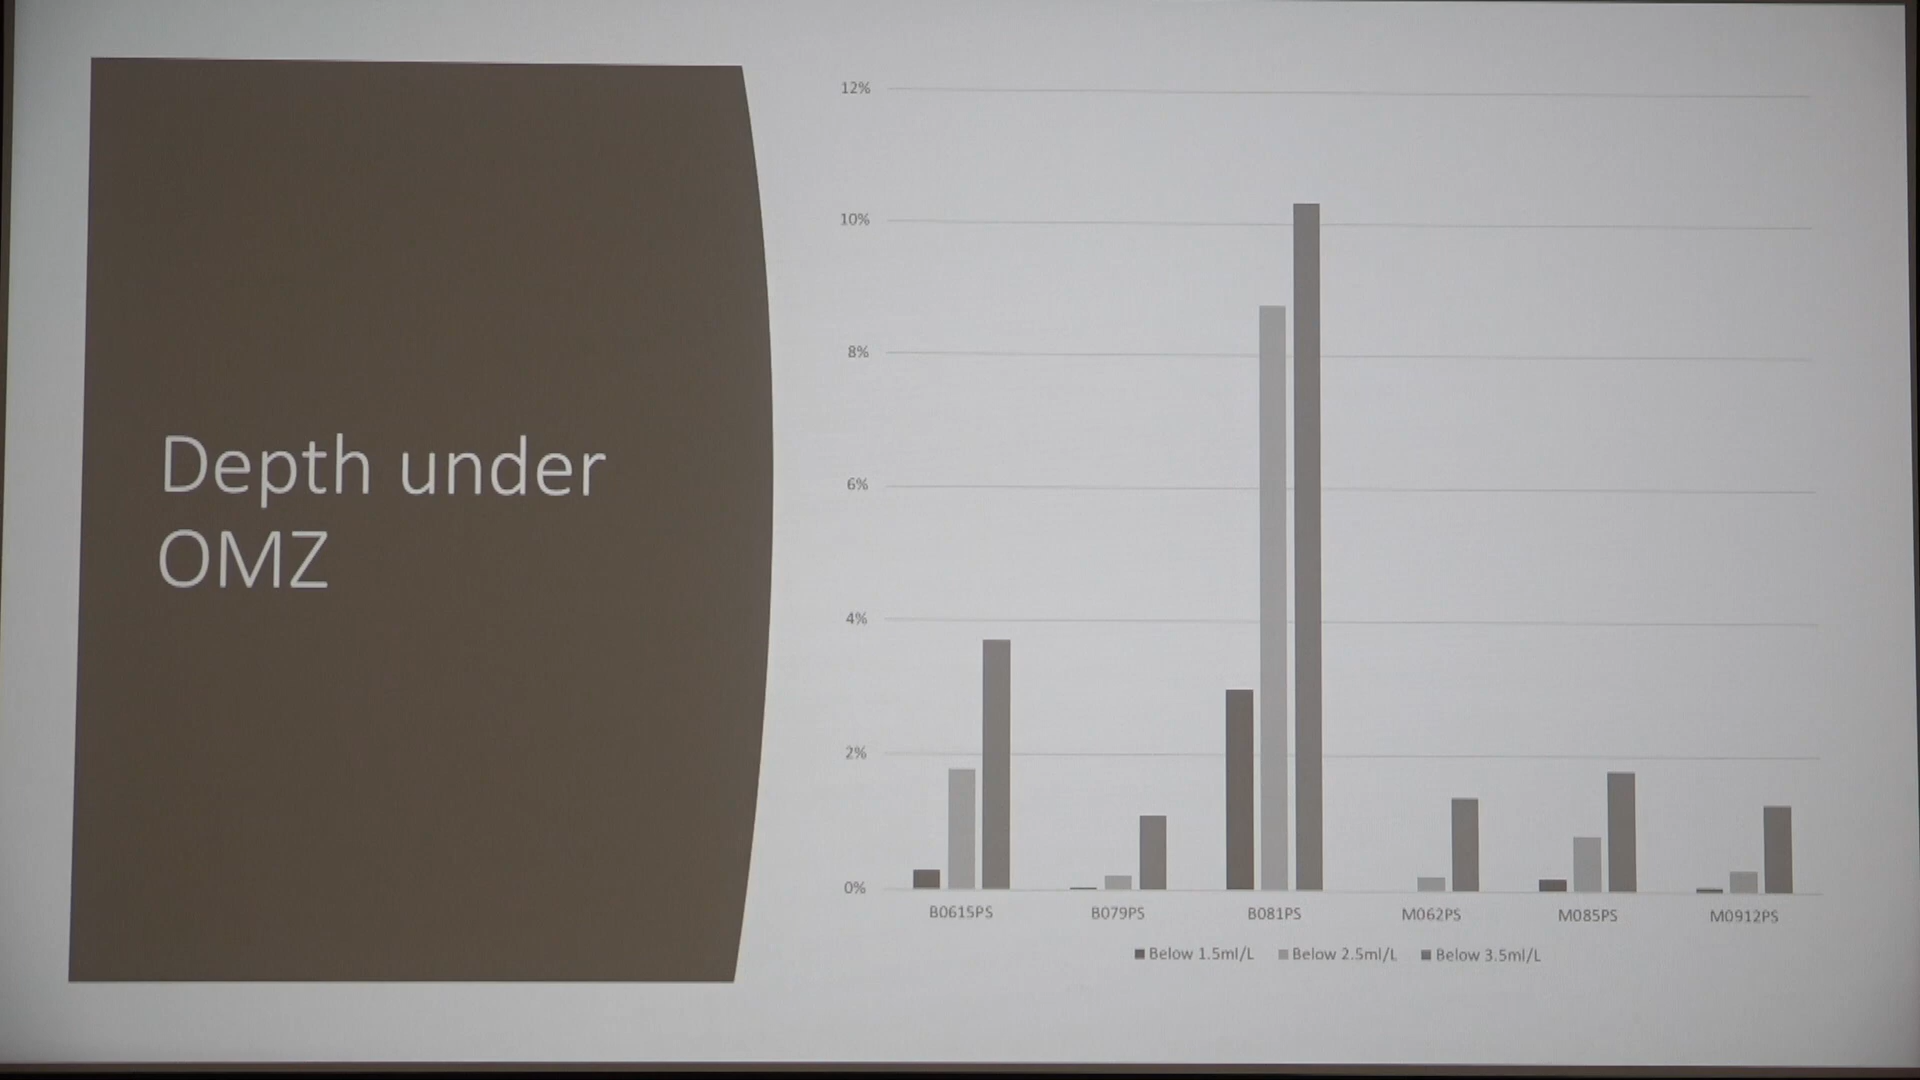 Depth under
OMZ
12%
10%
8%
6%
4%
2%
0%
B0615PS B079PS B081PS M062PS M085PS M0912PS
Below 1.5ml/L Below 2.5ml/L Below 3.5ml/L